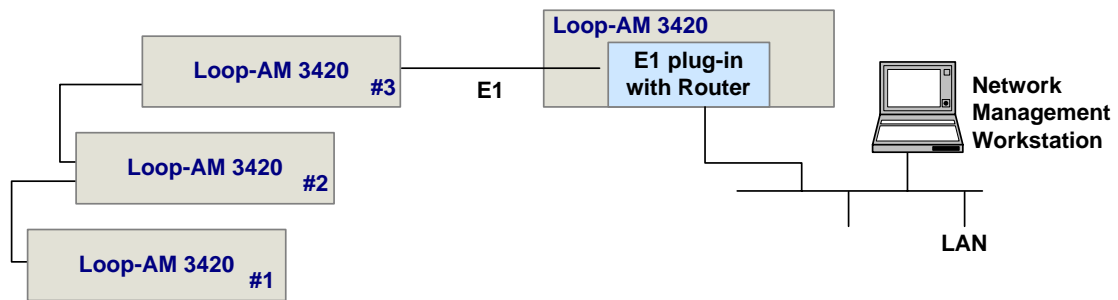 Loop-AM 3420
Loop-AM 3420
#3
E1
E1 plug-in
with Router
Network
Management
Workstation
Loop-AM 3420
#2
LAN
Loop-AM 3420
#1